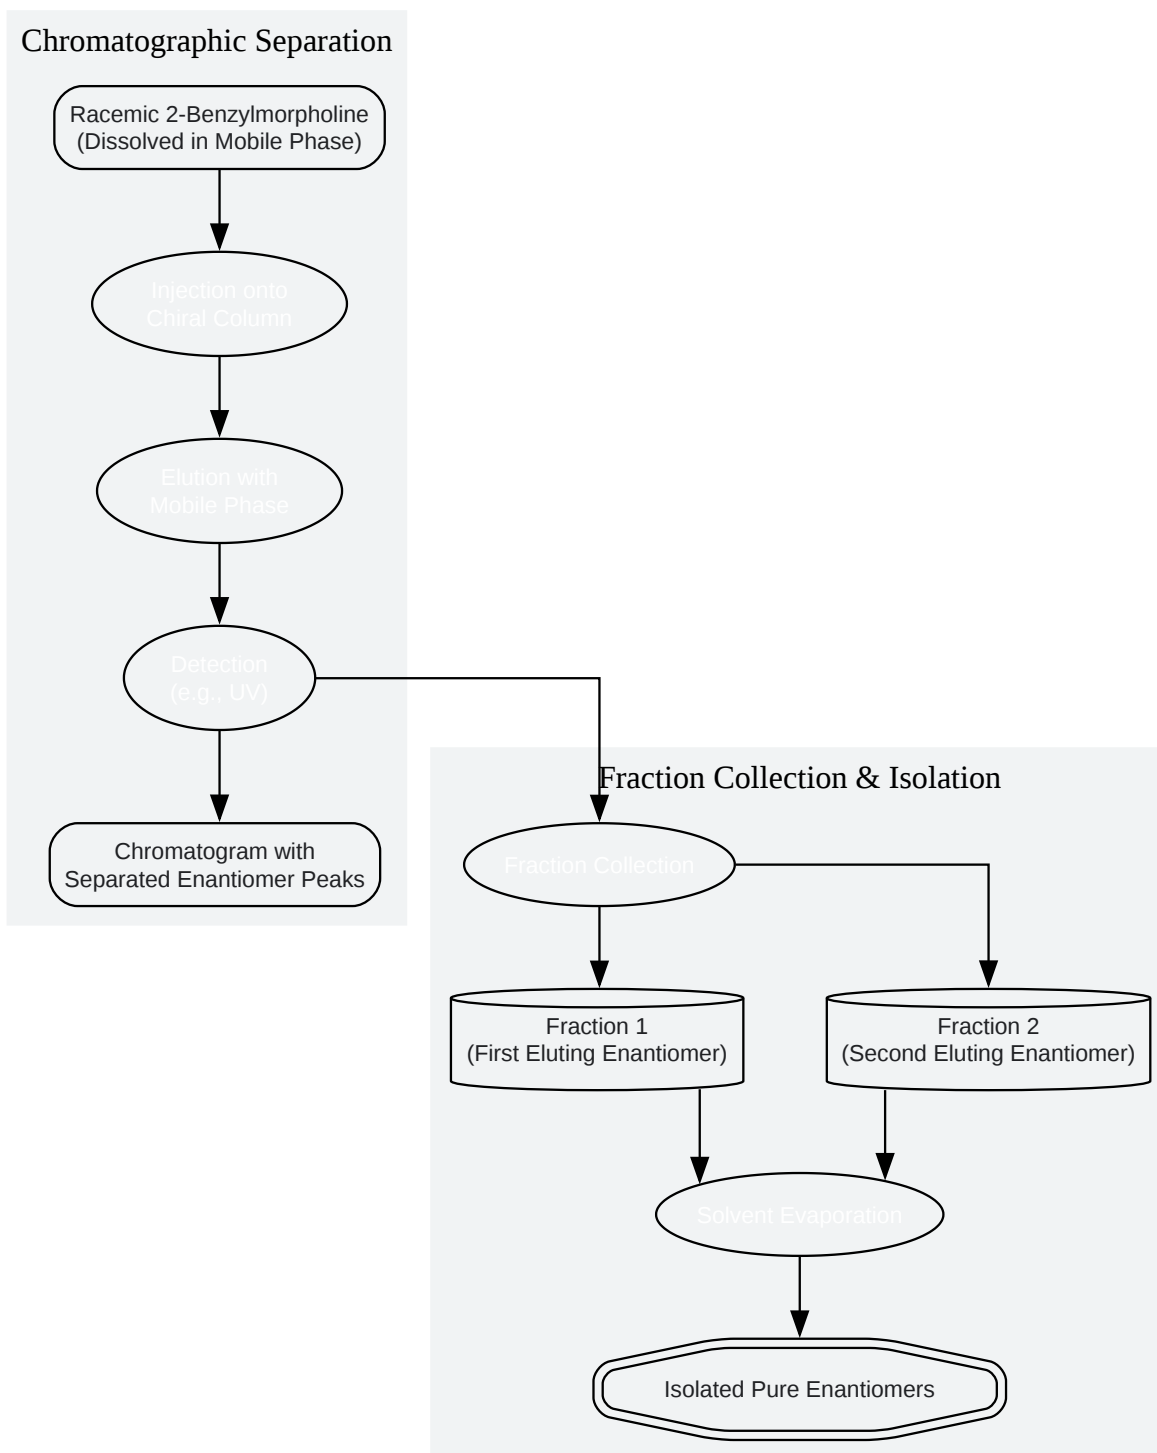 Chromatographic Separation
Racemic 2-Benzylmorpholine
(Dissolved in Mobile Phase)
Injection onto
Chiral Column
Elution with
Mobile Phase
Detection
(e.g., UV)
Chromatogram with
Separated Enantiomer Peaks
Fraction Collection & Isolation
Fraction Collection
Fraction 1
(First Eluting Enantiomer)
Fraction 2
(Second Eluting Enantiomer)
Solvent Evaporation
Isolated Pure Enantiomers